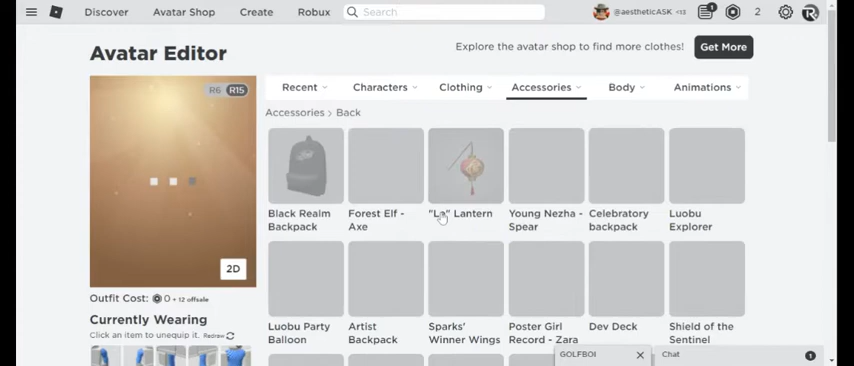 Discover Avatar Shop Create Robux Search @aestheticASK <13 1 2
Avatar Editor
Explore the avatar shop to find more clothes! Get More
R6 R15
Recent Characters Clothing Accessories Body Animations
Accessories > Back
Black Realm Backpack
Forest Elf - Axe
Lantern
Young Nezha - Spear
Celebratory backpack
Luobu Explorer
2D
Outfit Cost: 0 + 12 offsale
Currently Wearing
Click an item to unequip it. Redraw
Luobu Party Balloon
Artist Backpack
Sparks' Winner Wings
Poster Girl Record - Zara
Dev Deck
Shield of the Sentinel
GOLFBOI
Chat 1